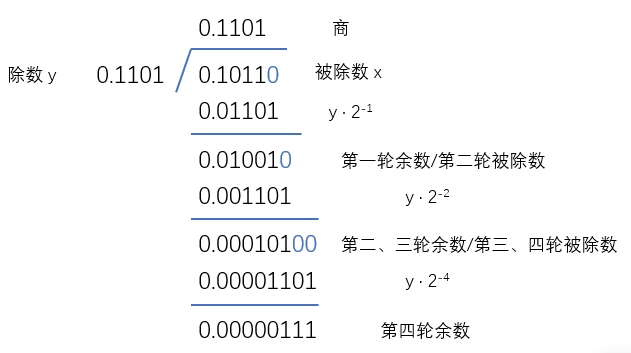 0.1101 商
除数 y 0.1101 0.10110 被除数 x
0.01101 y · 2-1
0.010010 第一轮余数/第二轮被除数
0.001101 y · 2-2
0.00010100 第二、三轮余数/第三、四轮被除数
0.00001101 y · 2-4
0.00000111 第四轮余数